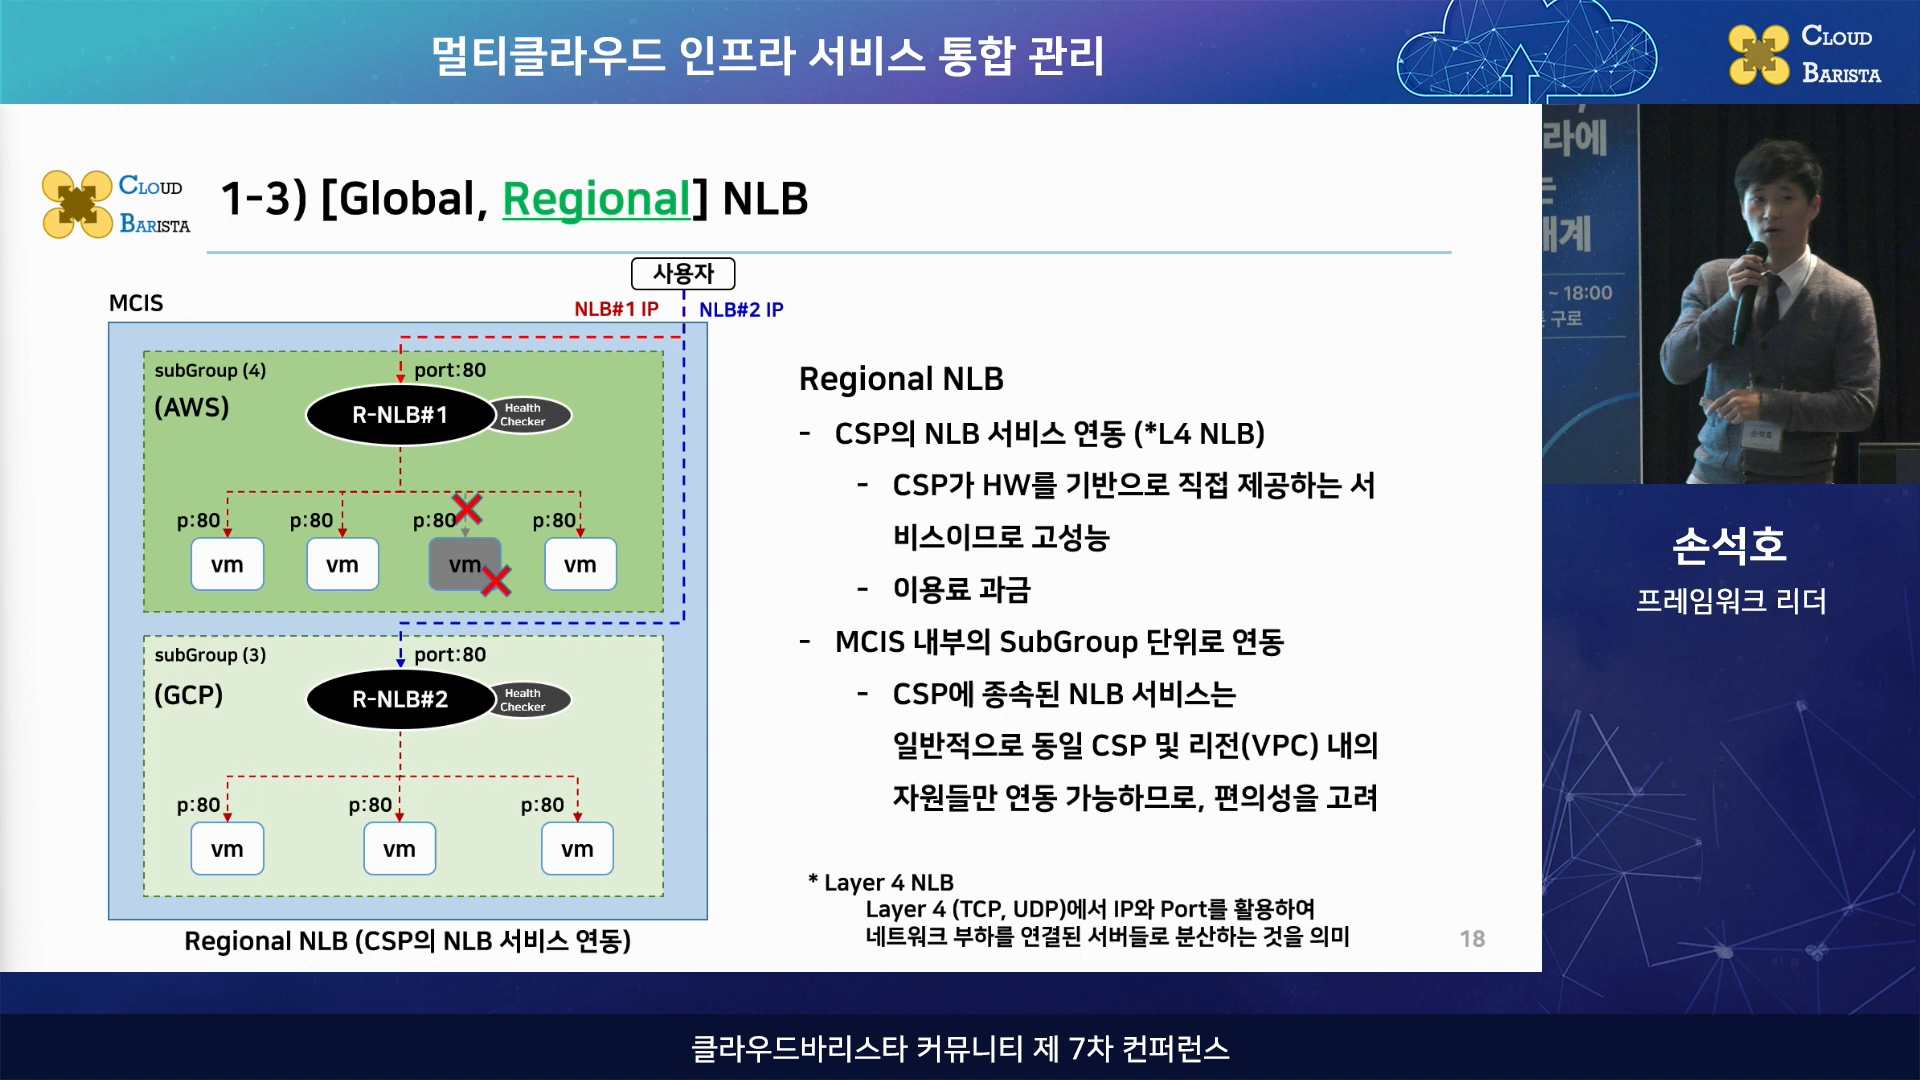 멀티클라우드 인프라 서비스 통합 관리
CLOUD
BARISTA
CLOUD
BARISTA
1-3) [Global, Regional] NLB
사용자
MCIS
NLB#1 IP
NLB#2 IP
subGroup (4)
(AWS)
port:80
R-NLB#1
Health
Checker
p:80
p:80
p:80
p:80
vm
vm
vm
vm
subGroup (3)
(GCP)
port:80
R-NLB#2
Health
Checker
p:80
p:80
p:80
vm
vm
vm
Regional NLB (CSP의 NLB 서비스 연동)
Regional NLB
- CSP의 NLB 서비스 연동 (*L4 NLB)
- CSP가 HW를 기반으로 직접 제공하는 서
비스이므로 고성능
- 이용료 과금
- MCIS 내부의 SubGroup 단위로 연동
- CSP에 종속된 NLB 서비스는
일반적으로 동일 CSP 및 리전(VPC) 내의
자원들만 연동 가능하므로, 편의성을 고려
* Layer 4 NLB
Layer 4 (TCP, UDP)에서 IP와 Port를 활용하여
네트워크 부하를 연결된 서버들로 분산하는 것을 의미
18
라에
~ 18:00
구로
손석호
손석호
프레임워크 리더
클라우드바리스타 커뮤니티 제 7차 컨퍼런스